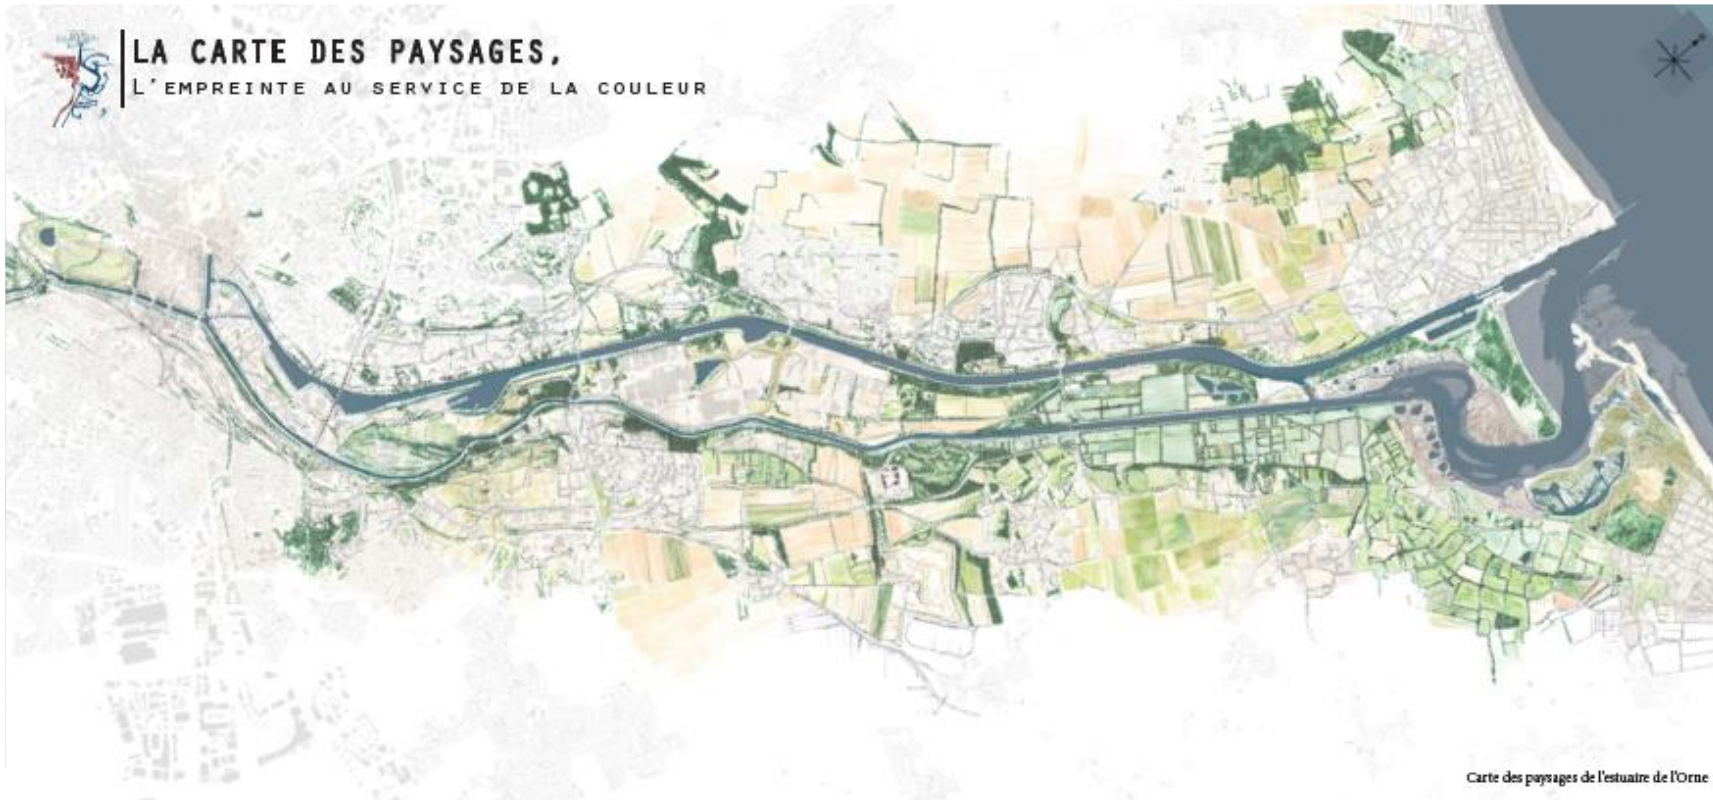 LA CARTE DES PAYSAGES,
L'EMPREINTE AU SERVICE DE LA COULEUR
Carte des paysages de l'estuaire de l'Orne